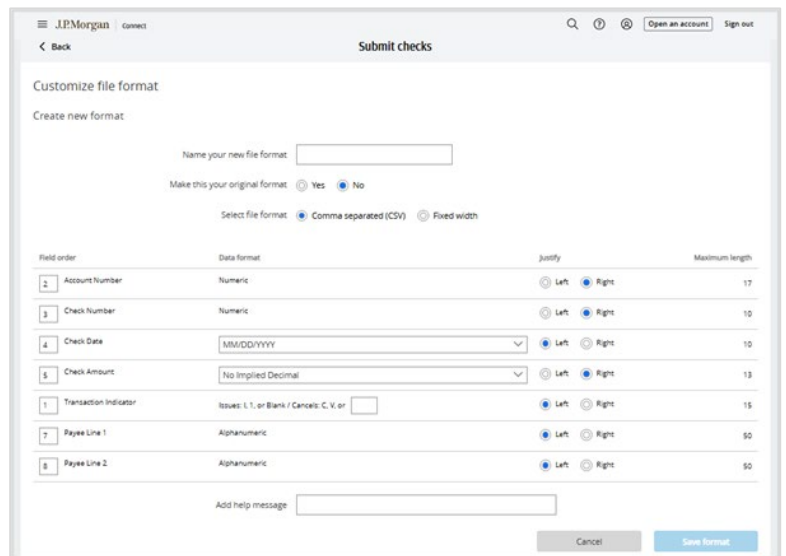 J.P.Morgan Connect Open an account Sign out
Back Submit checks
Customize file format
Create new format
Name your new file format
Make this your original format Yes No
Select file format Comma separated (CSV) Fixed width
Field order Data format Justify Maximum length
2 Account Number Numeric Left Right 17
3 Check Number Numeric Left Right 10
4 Check Date MM/DD/YYYY Left Right 10
5 Check Amount No Implied Decimal Left Right 13
1 Transaction Indicator Issues: I, 1, or Blank / Cancels: C, V, or Left Right 15
7 Payee Line 1 Alphanumeric Left Right 50
8 Payee Line 2 Alphanumeric Left Right 50
Add help message
Cancel Save format